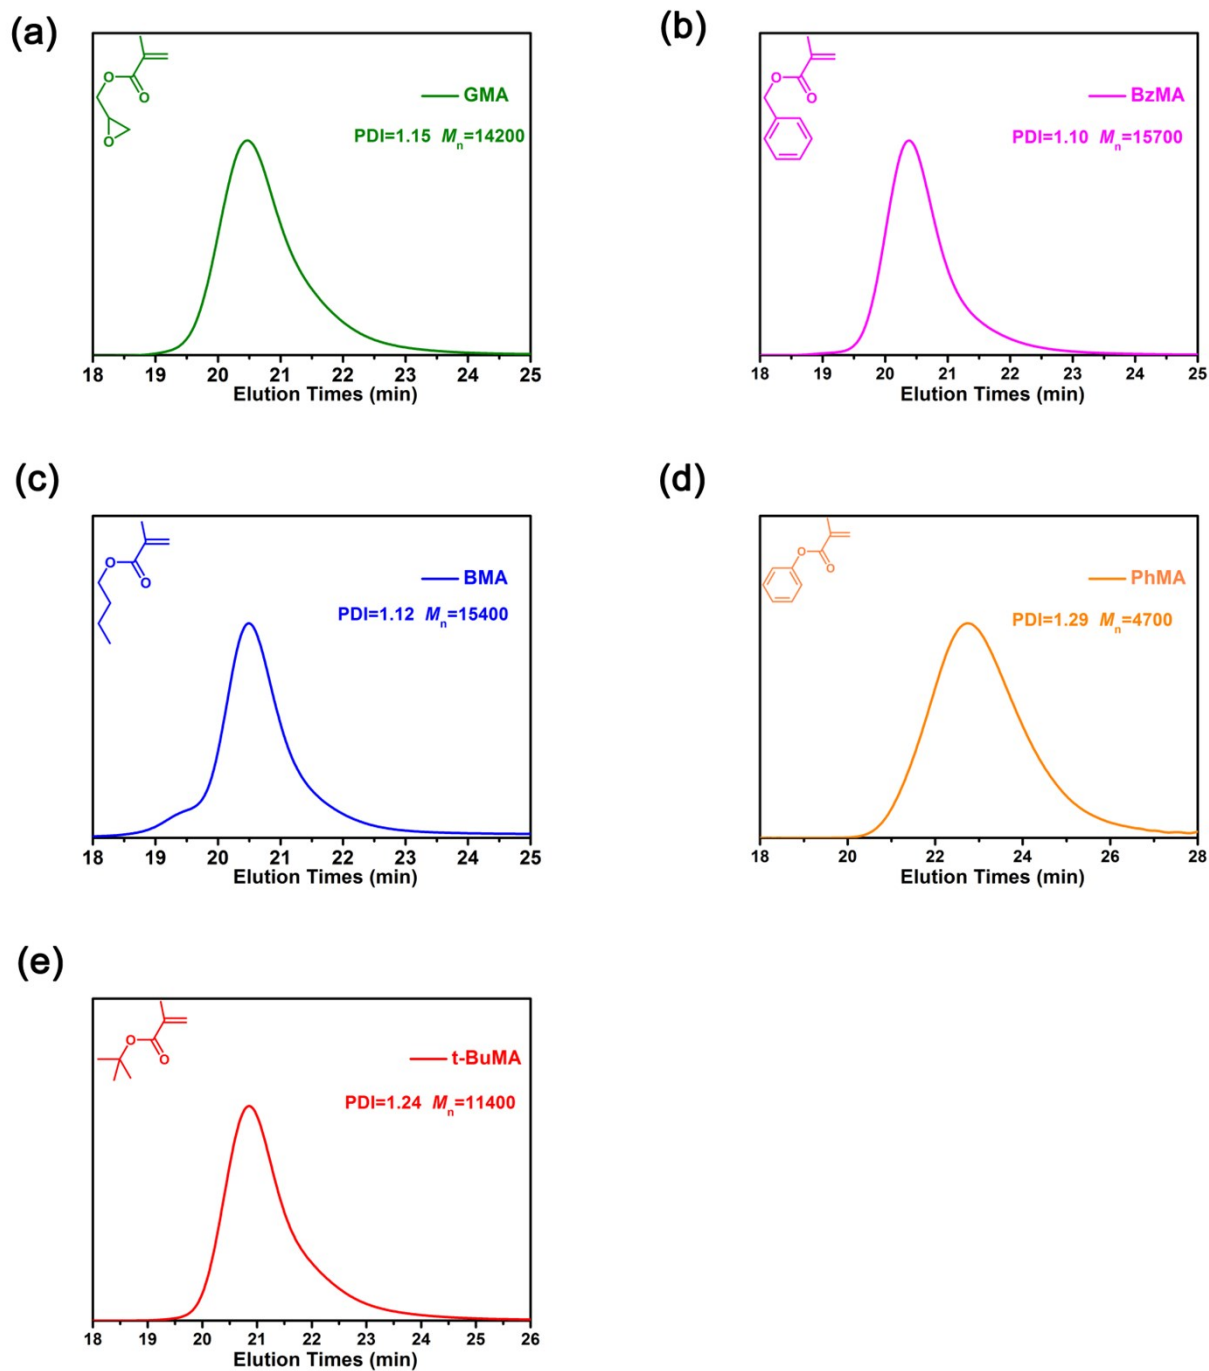 (a)
O
O
O
GMA
PDI=1.15 Mn=14200
18 19 20 21 22 23 24 25
Elution Times (min)
(b)
O
O
BzMA
PDI=1.10 Mn=15700
18 19 20 21 22 23 24 25
Elution Times (min)
(c)
O
O
BMA
PDI=1.12 Mn=15400
18 19 20 21 22 23 24 25
Elution Times (min)
(d)
O
O
PhMA
PDI=1.29 Mn=4700
18 20 22 24 26 28
Elution Times (min)
(e)
O
O
t-BuMA
PDI=1.24 Mn=11400
18 19 20 21 22 23 24 25 26
Elution Times (min)